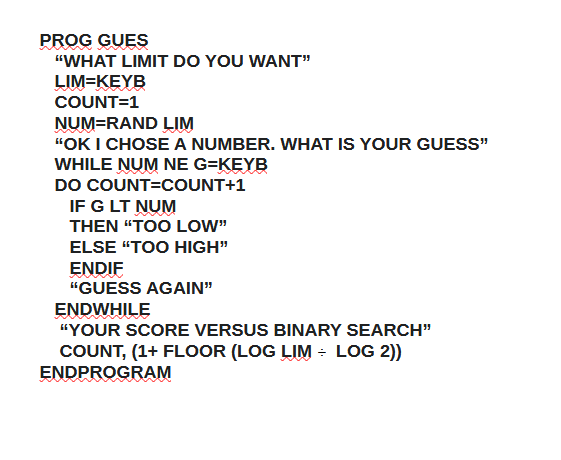 PROG GUES
“WHAT LIMIT DO YOU WANT”
LIM=KEYB
COUNT=1
NUM=RAND LIM
“OK I CHOSE A NUMBER. WHAT IS YOUR GUESS”
WHILE NUM NE G=KEYB
DO COUNT=COUNT+1
IF G LT NUM
THEN “TOO LOW”
ELSE “TOO HIGH”
ENDIF
“GUESS AGAIN”
ENDWHILE
“YOUR SCORE VERSUS BINARY SEARCH”
COUNT, (1+ FLOOR (LOG LIM ÷ LOG 2))
ENDPROGRAM